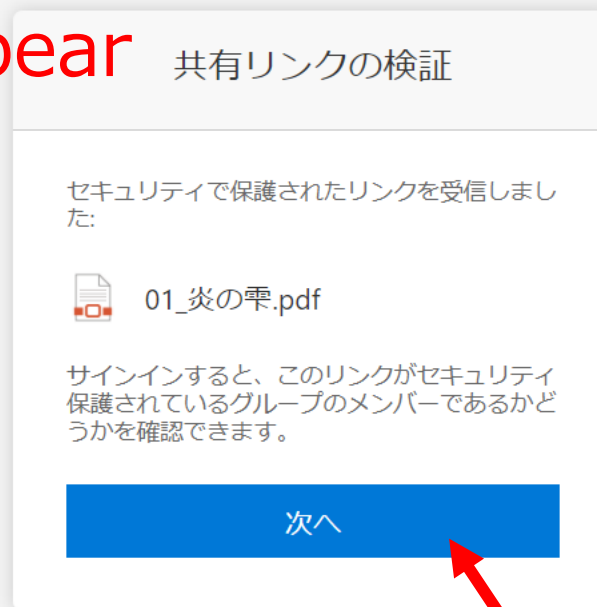 pear
共有リンクの検証
セキュリティで保護されたリンクを受信しまし
た:
01_炎の雫.pdf
サインインすると、このリンクがセキュリティ
保護されているグループのメンバーであるかど
うかを確認できます。
次へ